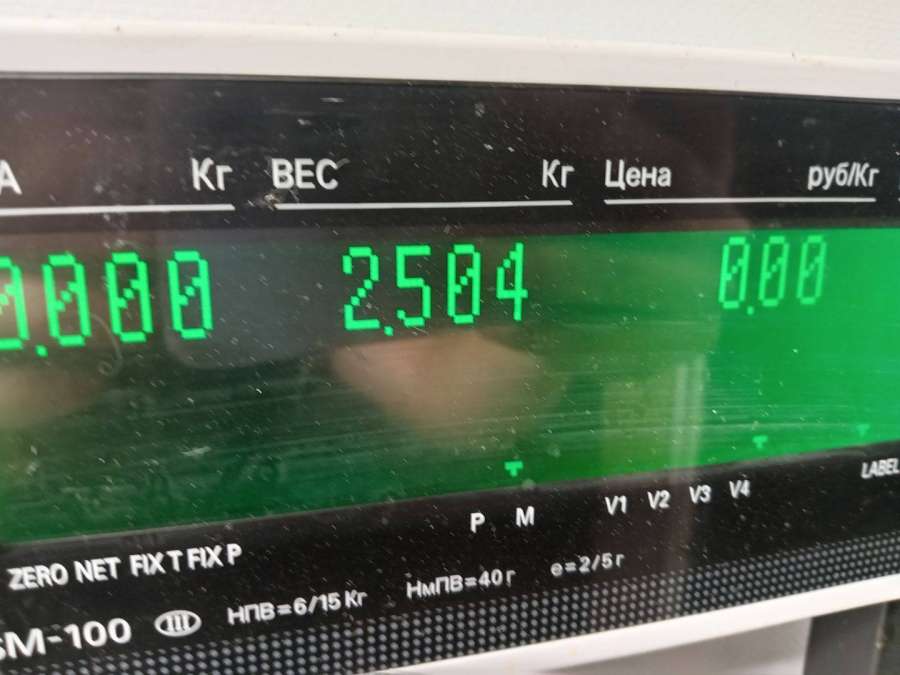 Кг ВЕС Кг Цена руб/Кг
0.000 2.504 0.00
P M V1 V2 V3 V4 LABEL
ZERO NET FIX T FIX P
SM-100 III НПВ=6/15 Кг НмПВ=40 г e=2/5 г